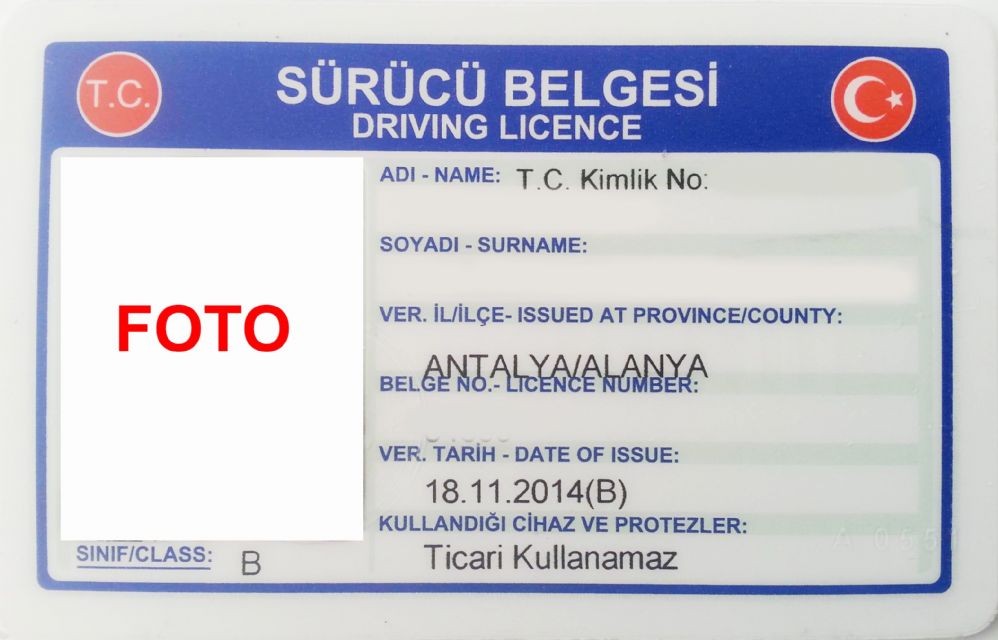 T.C.
SÜRÜCÜ BELGESİ
DRIVING LICENCE
ADI - NAME: T.C. Kimlik No:
SOYADI - SURNAME:
FOTO
VER. İL/İLÇE- ISSUED AT PROVINCE/COUNTY:
ANTALYA/ALANYA
BELGE NO.- LICENCE NUMBER:
VER. TARİH - DATE OF ISSUE:
18.11.2014(B)
KULLANDIĞI CİHAZ VE PROTEZLER:
Ticari Kullanamaz
SINIF/CLASS: B